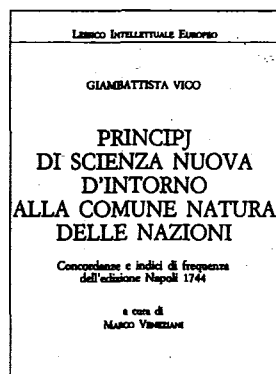 LESSICO INTELLETTUALE EUROPEO
GIAMBATTISTA VICO
PRINCIPJ
DI SCIENZA NUOVA
D'INTORNO
ALLA COMUNE NATURA
DELLE NAZIONI
Concordanze e indici di frequenza
dell'edizione Napoli 1744
a cura di
MARCO VENEZIANI